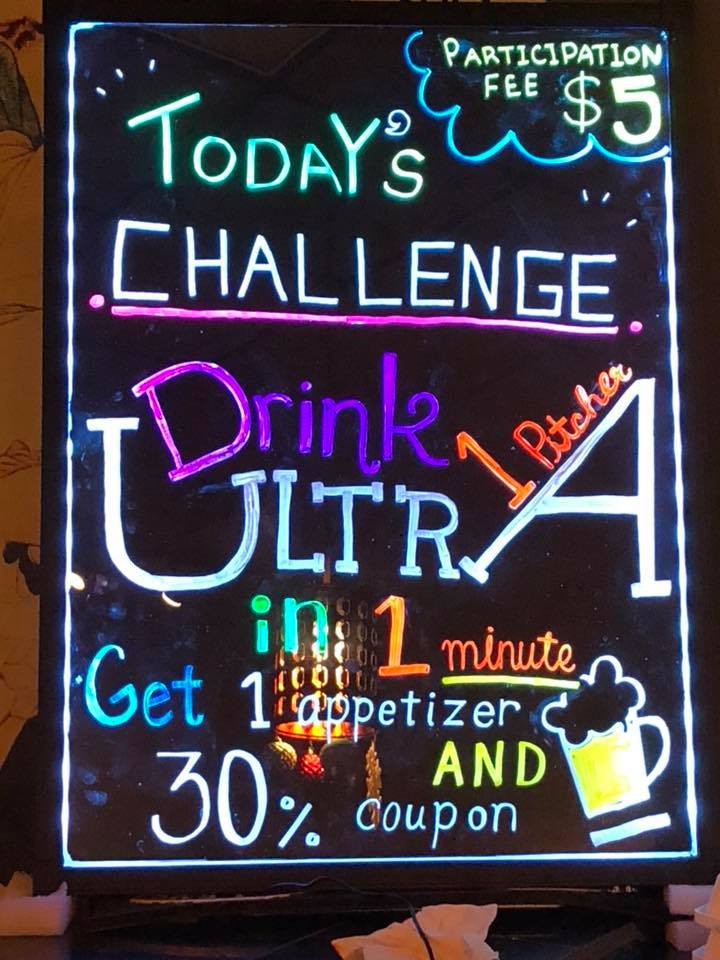 PARTICIPATION
FEE $5
TODAY'S
CHALLENGE
Drink 1 Pitcher
ULTRA
in 1 minute
Get 1 appetizer
AND
30% coupon